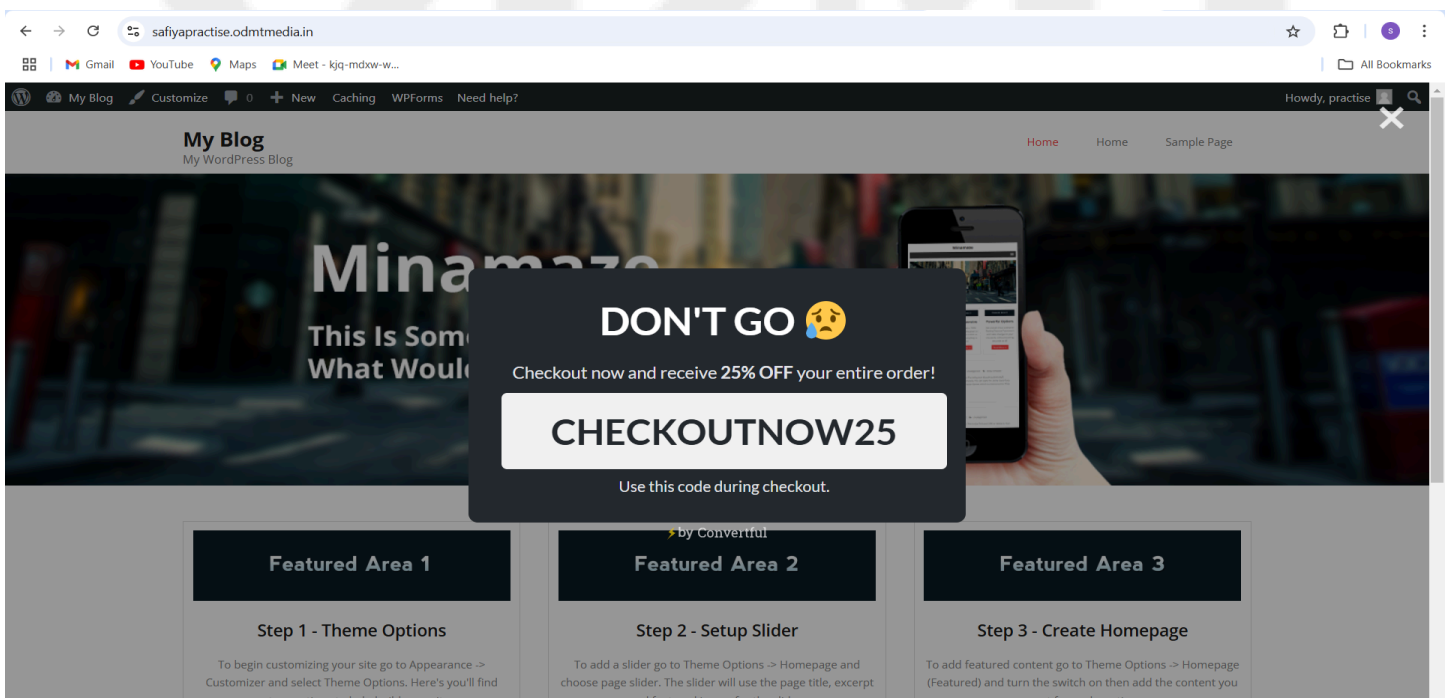 safiyapractise.odmtmedia.in
S
Gmail YouTube Maps Meet - kjq-mdxw-w... All Bookmarks
My Blog Customize 0 New Caching WPForms Need help? Howdy, practise
My Blog
My WordPress Blog
Home Home Sample Page
Minamaze
This Is Som
What Woul
DON'T GO 😥
Checkout now and receive 25% OFF your entire order!
CHECKOUTNOW25
Use this code during checkout.
⚡by Convertful
Featured Area 1
Featured Area 2
Featured Area 3
Step 1 - Theme Options
To begin customizing your site go to Appearance ->
Customizer and select Theme Options. Here's you'll find
Step 2 - Setup Slider
To add a slider go to Theme Options -> Homepage and
choose page slider. The slider will use the page title, excerpt
Step 3 - Create Homepage
To add featured content go to Theme Options -> Homepage
(Featured) and turn the switch on then add the content you